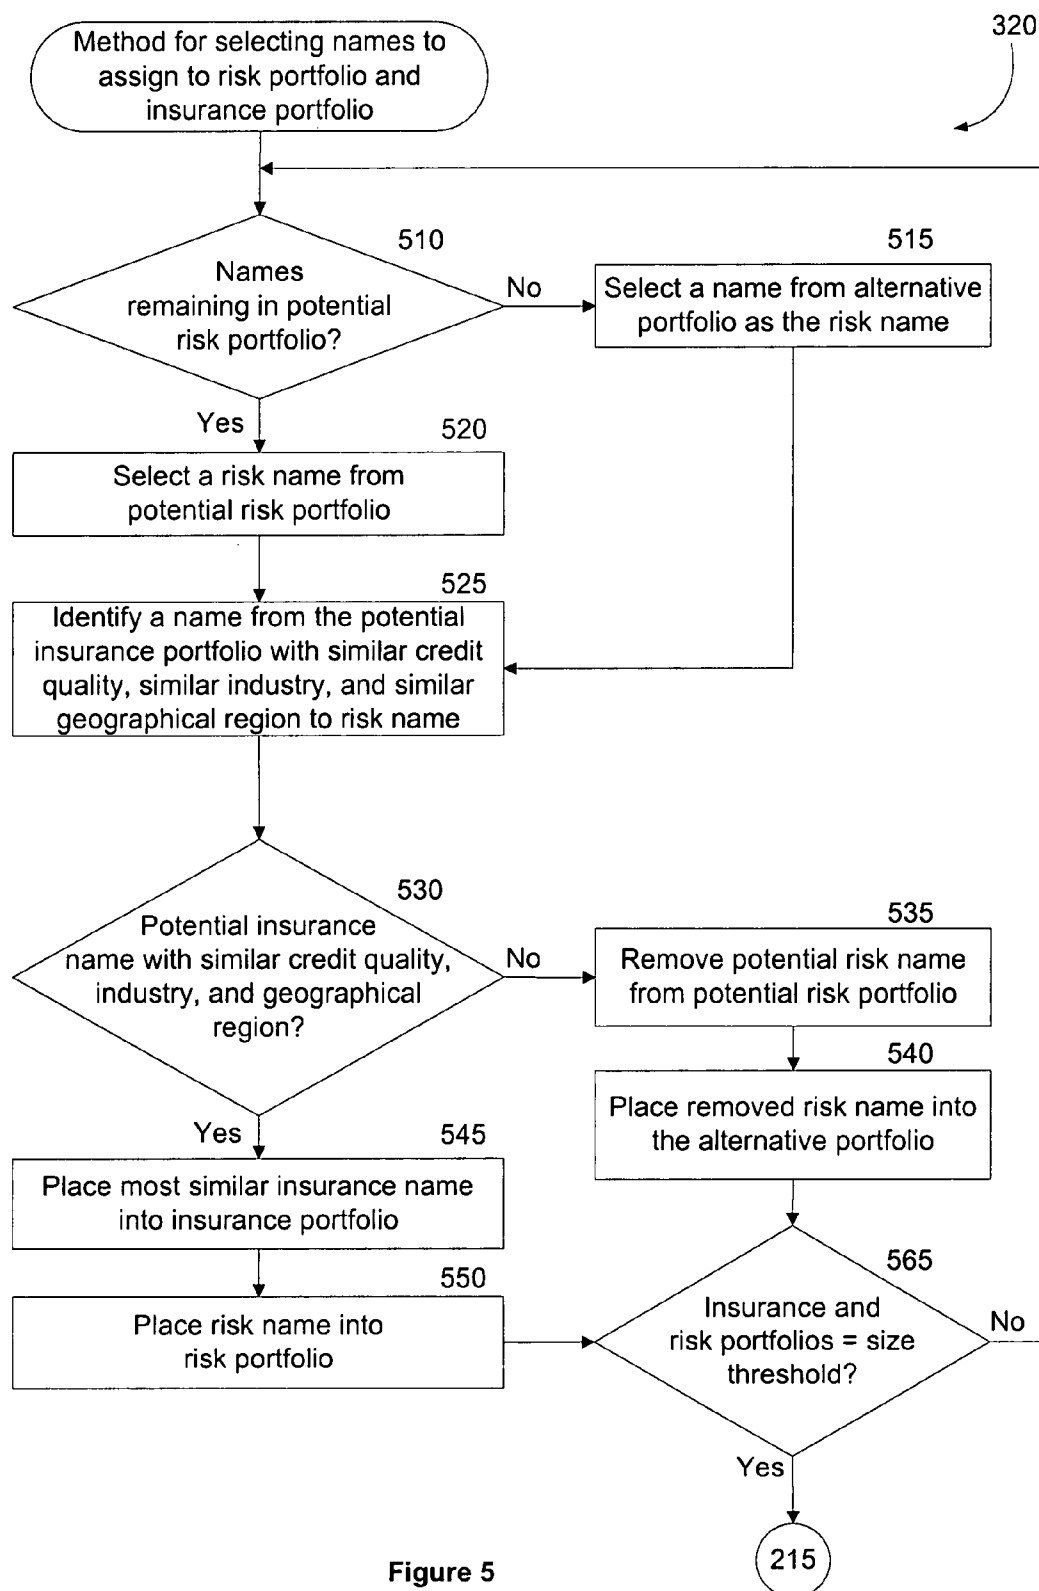 320
Method for selecting names to
assign to risk portfolio and
insurance portfolio
510
Names
remaining in potential
risk portfolio?
No
515
Select a name from alternative
portfolio as the risk name
Yes
520
Select a risk name from
potential risk portfolio
525
Identify a name from the potential
insurance portfolio with similar credit
quality, similar industry, and similar
geographical region to risk name
530
Potential insurance
name with similar credit quality,
industry, and geographical
region?
No
535
Remove potential risk name
from potential risk portfolio
540
Place removed risk name into
the alternative portfolio
Yes
545
Place most similar insurance name
into insurance portfolio
550
Place risk name into
risk portfolio
565
Insurance and
risk portfolios = size
threshold?
No
Yes
215
Figure 5